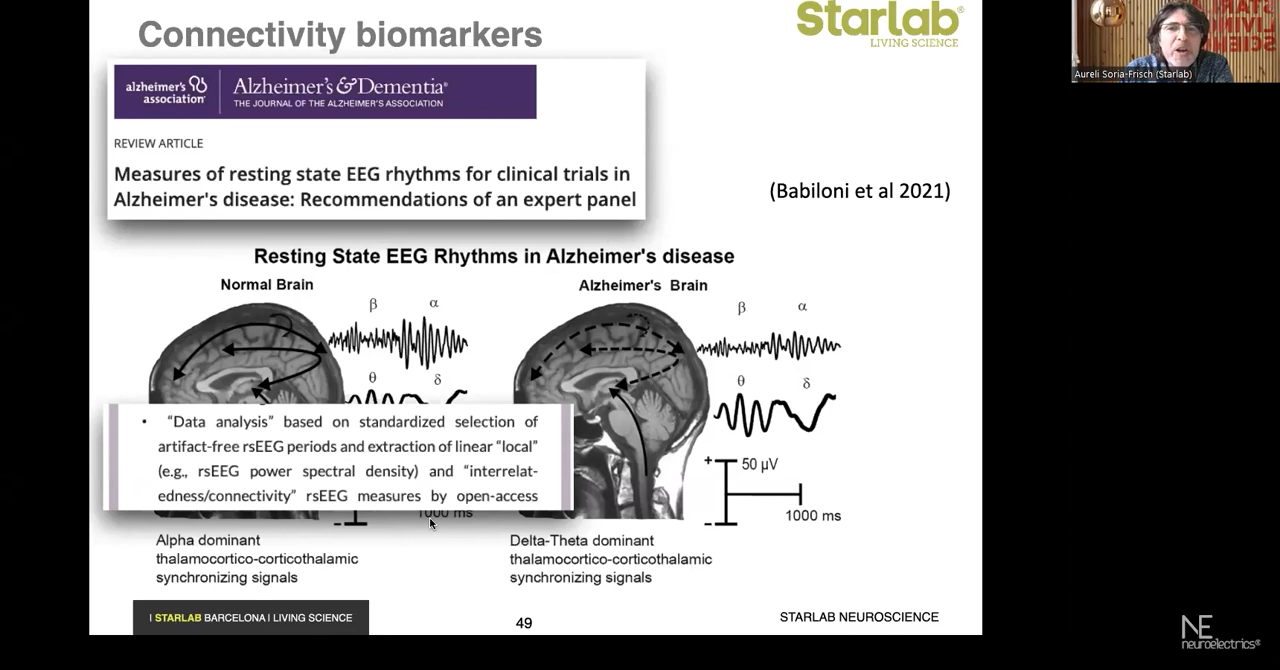 Connectivity biomarkers
Starlab®
LIVING SCIENCE
Aureli Soria-Frisch (Starlab)
alzheimer's association®
Alzheimer's & Dementia®
THE JOURNAL OF THE ALZHEIMER'S ASSOCIATION
REVIEW ARTICLE
Measures of resting state EEG rhythms for clinical trials in
Alzheimer's disease: Recommendations of an expert panel
(Babiloni et al 2021)
Resting State EEG Rhythms in Alzheimer's disease
Normal Brain
β α
θ δ
Alzheimer's Brain
β α
θ δ
+ 50 µV
-
1000 ms
• “Data analysis” based on standardized selection of
artifact-free rsEEG periods and extraction of linear “local”
(e.g., rsEEG power spectral density) and “interrelat-
edness/connectivity” rsEEG measures by open-access
- 1000 ms
Alpha dominant
thalamocortico-corticothalamic
synchronizing signals
Delta-Theta dominant
thalamocortico-corticothalamic
synchronizing signals
| STARLAB BARCELONA | LIVING SCIENCE
49
STARLAB NEUROSCIENCE
NE
neuroelectrics®